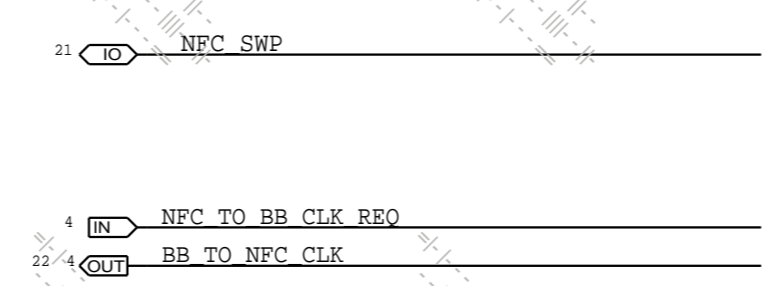 21 IO NFC_SWP
4 IN NFC_TO_BB_CLK_REQ
22 4 OUT BB_TO_NFC_CLK